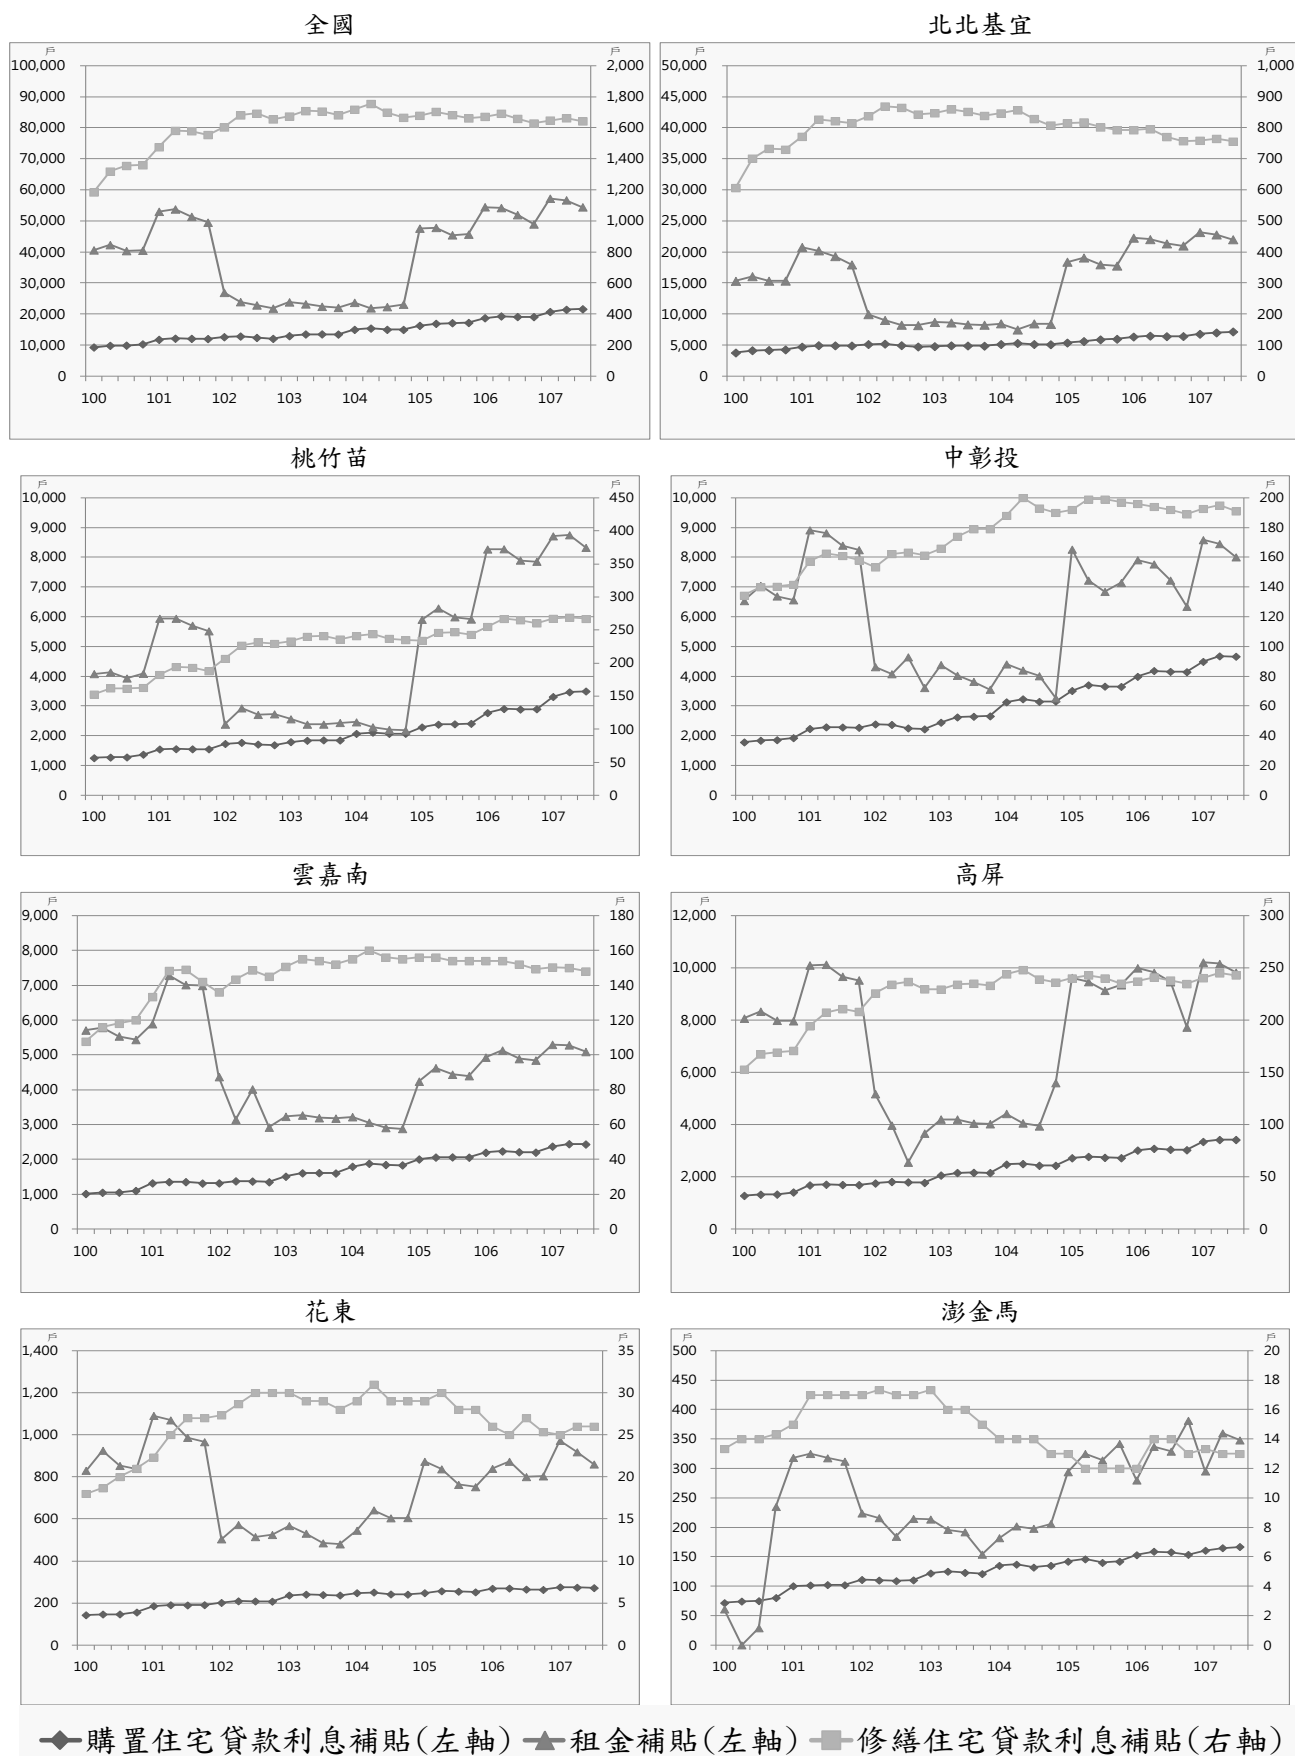 全國
北北基宜
戶 戶 戶 戶
100,000 2,000 50,000 1,000
90,000 1,800 45,000 900
80,000 1,600 40,000 800
70,000 1,400 35,000 700
60,000 1,200 30,000 600
50,000 1,000 25,000 500
40,000 800 20,000 400
30,000 600 15,000 300
20,000 400 10,000 200
10,000 200 5,000 100
0 0 0 0
100 101 102 103 104 105 106 107 100 101 102 103 104 105 106 107
桃竹苗
中彰投
戶 戶 戶 戶
10,000 450 10,000 200
9,000 400 9,000 180
8,000 350 8,000 160
7,000 300 7,000 140
6,000 250 6,000 120
5,000 200 5,000 100
4,000 150 4,000 80
3,000 100 3,000 60
2,000 50 2,000 40
1,000 1,000 20
0 0 0 0
100 101 102 103 104 105 106 107 100 101 102 103 104 105 106 107
雲嘉南
高屏
戶 戶 戶 戶
9,000 180 12,000 300
8,000 160 10,000 250
7,000 140 8,000 200
6,000 120 6,000 150
5,000 100 4,000 100
4,000 80 2,000 50
3,000 60
2,000 40
1,000 20
0 0 0 0
100 101 102 103 104 105 106 107 100 101 102 103 104 105 106 107
花東
澎金馬
戶 戶 戶 戶
1,400 35 500 20
1,200 30 450 18
1,000 25 400 16
800 20 350 14
600 15 300 12
400 10 250 10
200 5 200 8
150 6
100 4
50 2
0 0 0 0
100 101 102 103 104 105 106 107 100 101 102 103 104 105 106 107
購置住宅貸款利息補貼(左軸) 租金補貼(左軸) 修繕住宅貸款利息補貼(右軸)